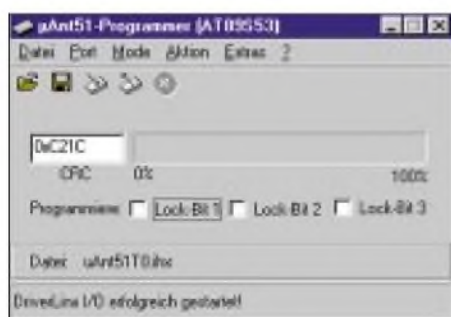 µAnt51-Programmer (AT89S53)
Datei Port Mode Aktion Extras ?
0xC21C
CRC 0% 100%
Programmiere: Lock-Bit 1 Lock-Bit 2 Lock-Bit 3
Datei: uAnt51T0.ihx
DriverLinx I/O erfolgreich gestartet!